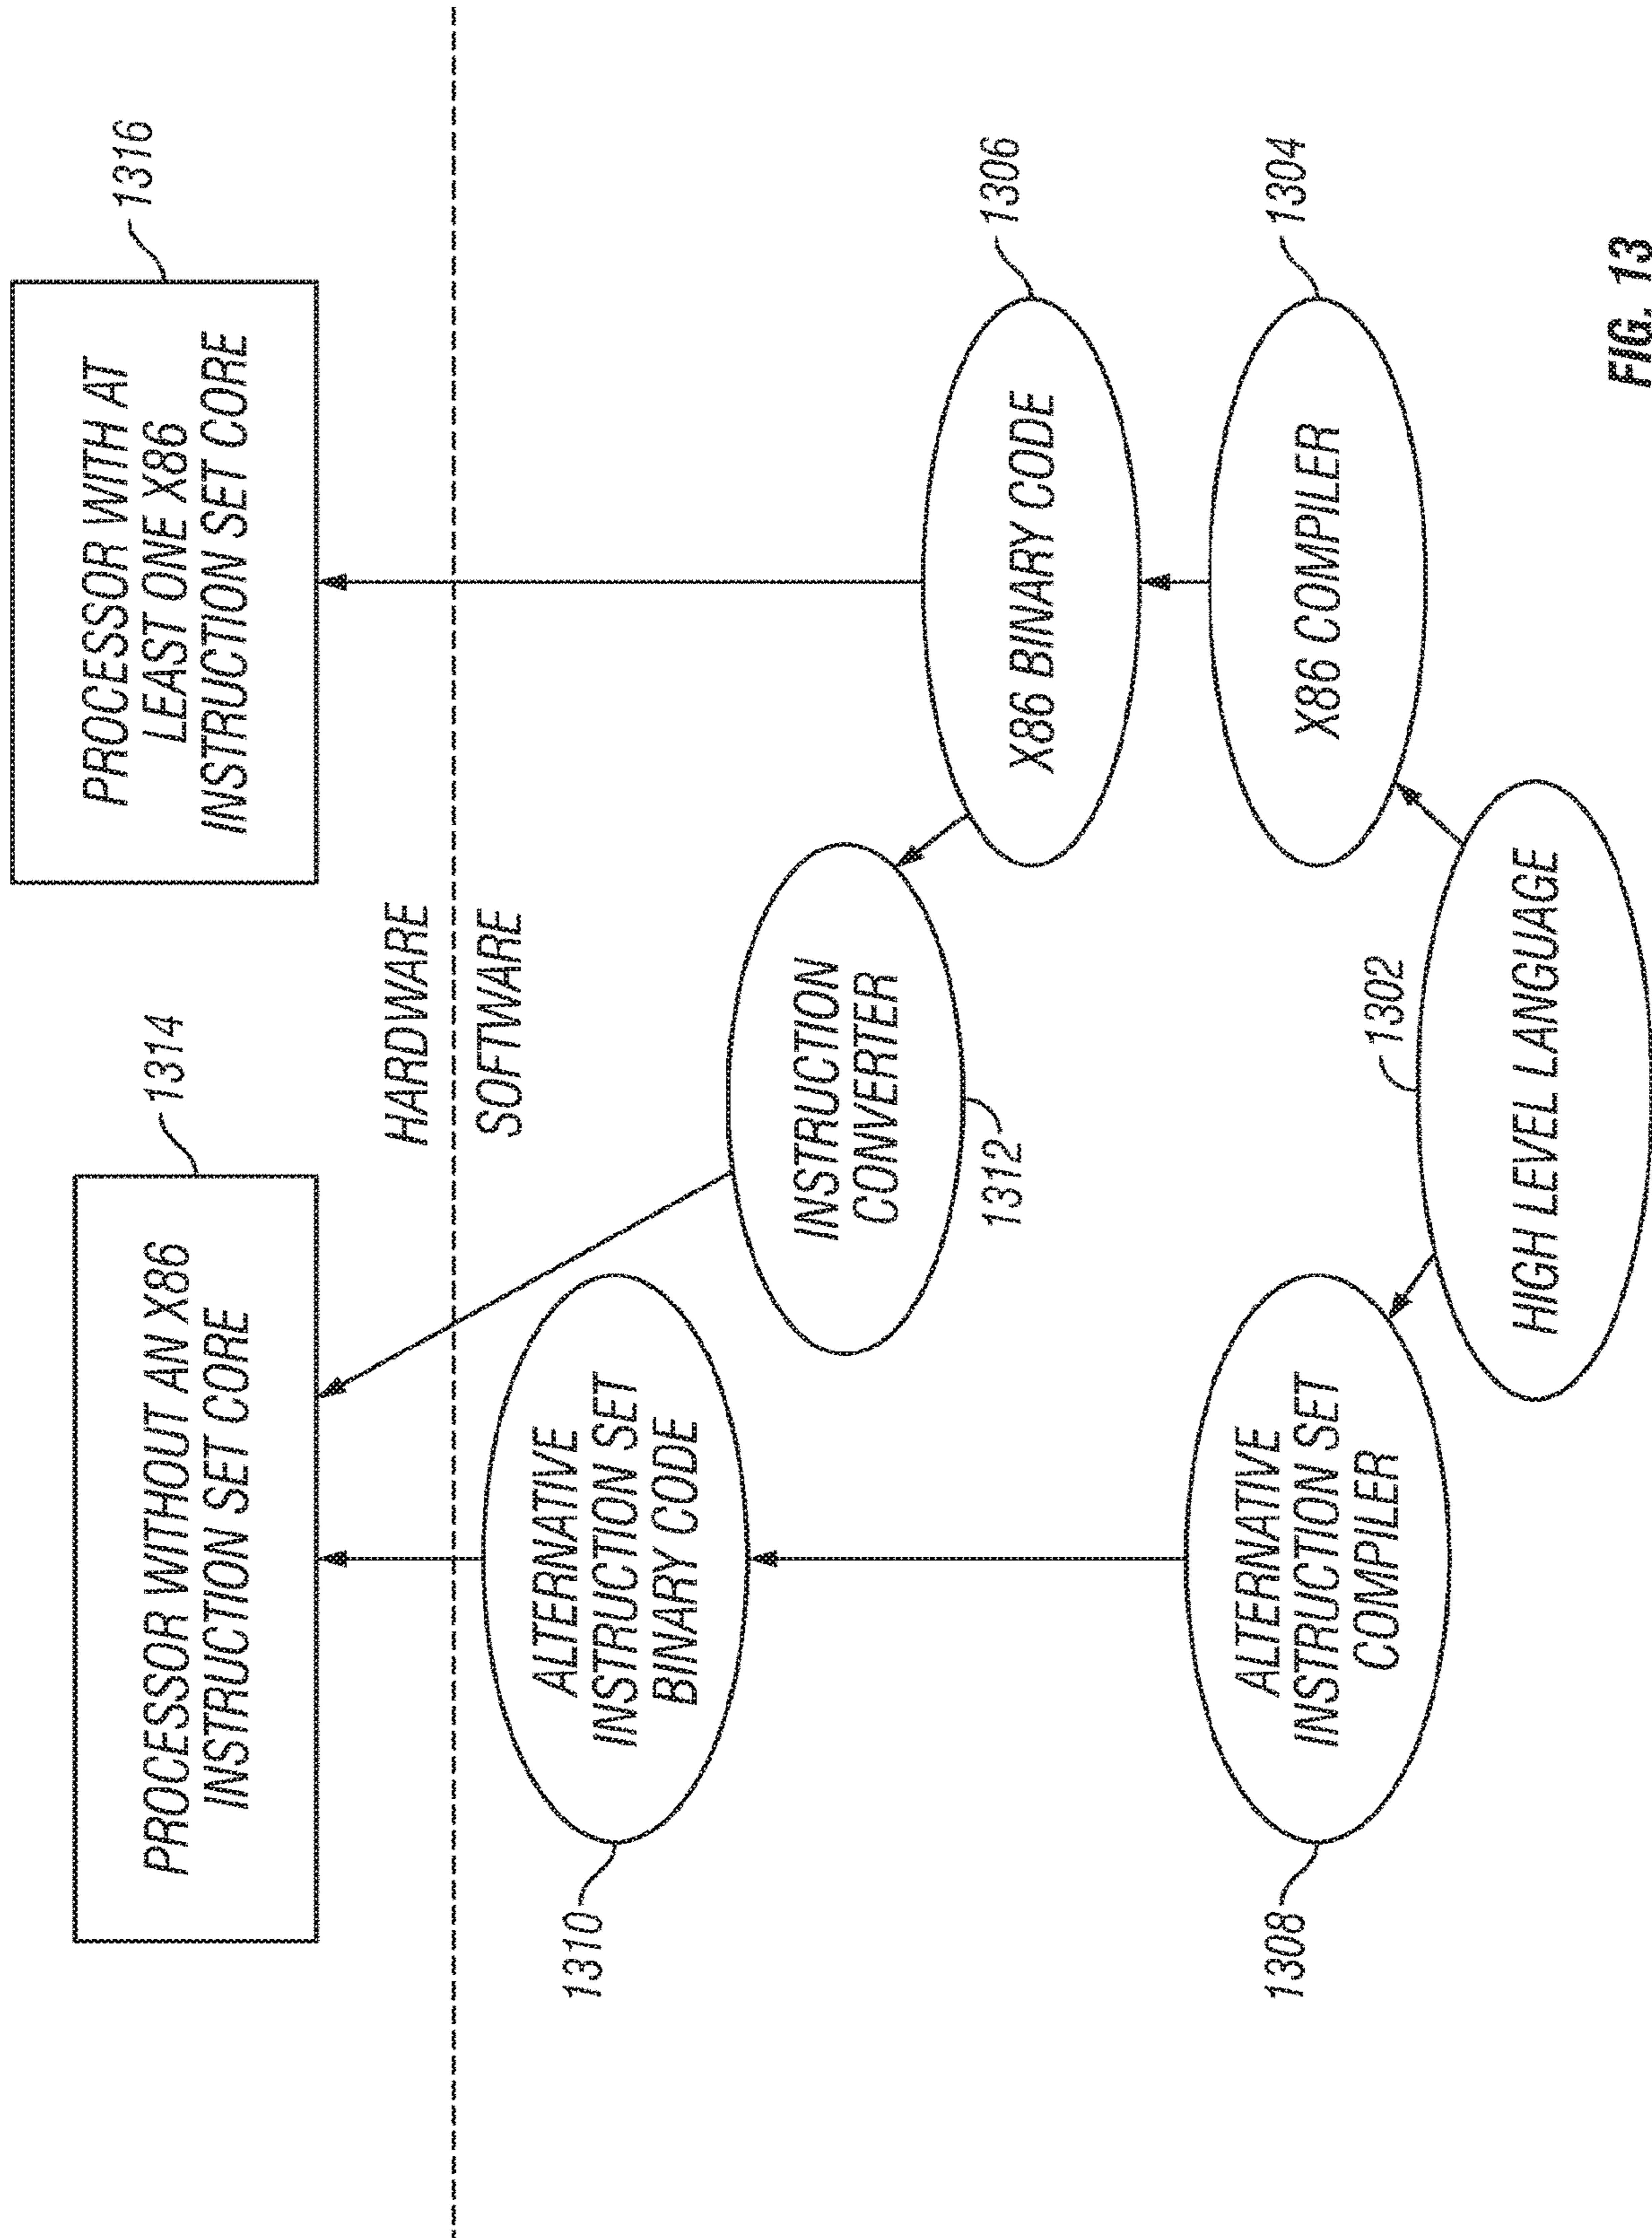 PROCESSOR WITHOUT AN X86
INSTRUCTION SET CORE
1314
PROCESSOR WITH AT
LEAST ONE X86
INSTRUCTION SET CORE
1316
HARDWARE
SOFTWARE
1310
ALTERNATIVE
INSTRUCTION SET
BINARY CODE
INSTRUCTION
CONVERTER
1312
X86 BINARY CODE
1306
1308
ALTERNATIVE
INSTRUCTION SET
COMPILER
X86 COMPILER
1304
1302
HIGH LEVEL LANGUAGE
FIG. 13